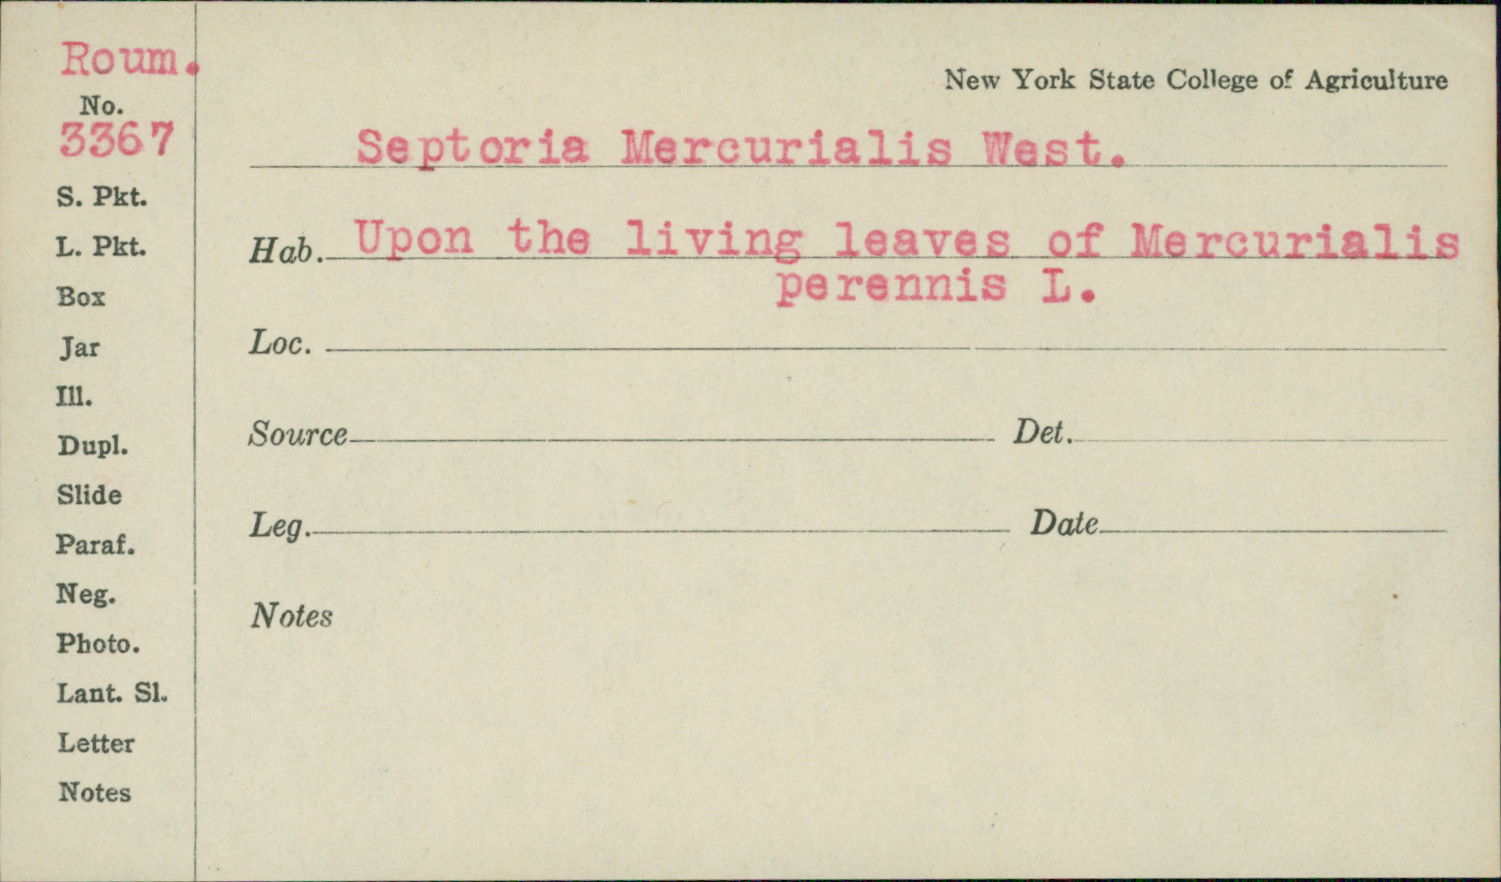 Roum.
No.
3367
S. Pkt.
L. Pkt.
Box
Jar
Ill.
Dupl.
Slide
Paraf.
Neg.
Photo.
Lant. Sl.
Letter
Notes
New York State College of Agriculture
Septoria Mercurialis West.
Hab. Upon the living leaves of Mercurialis
perennis L.
Loc.
Source Det.
Leg. Date
Notes